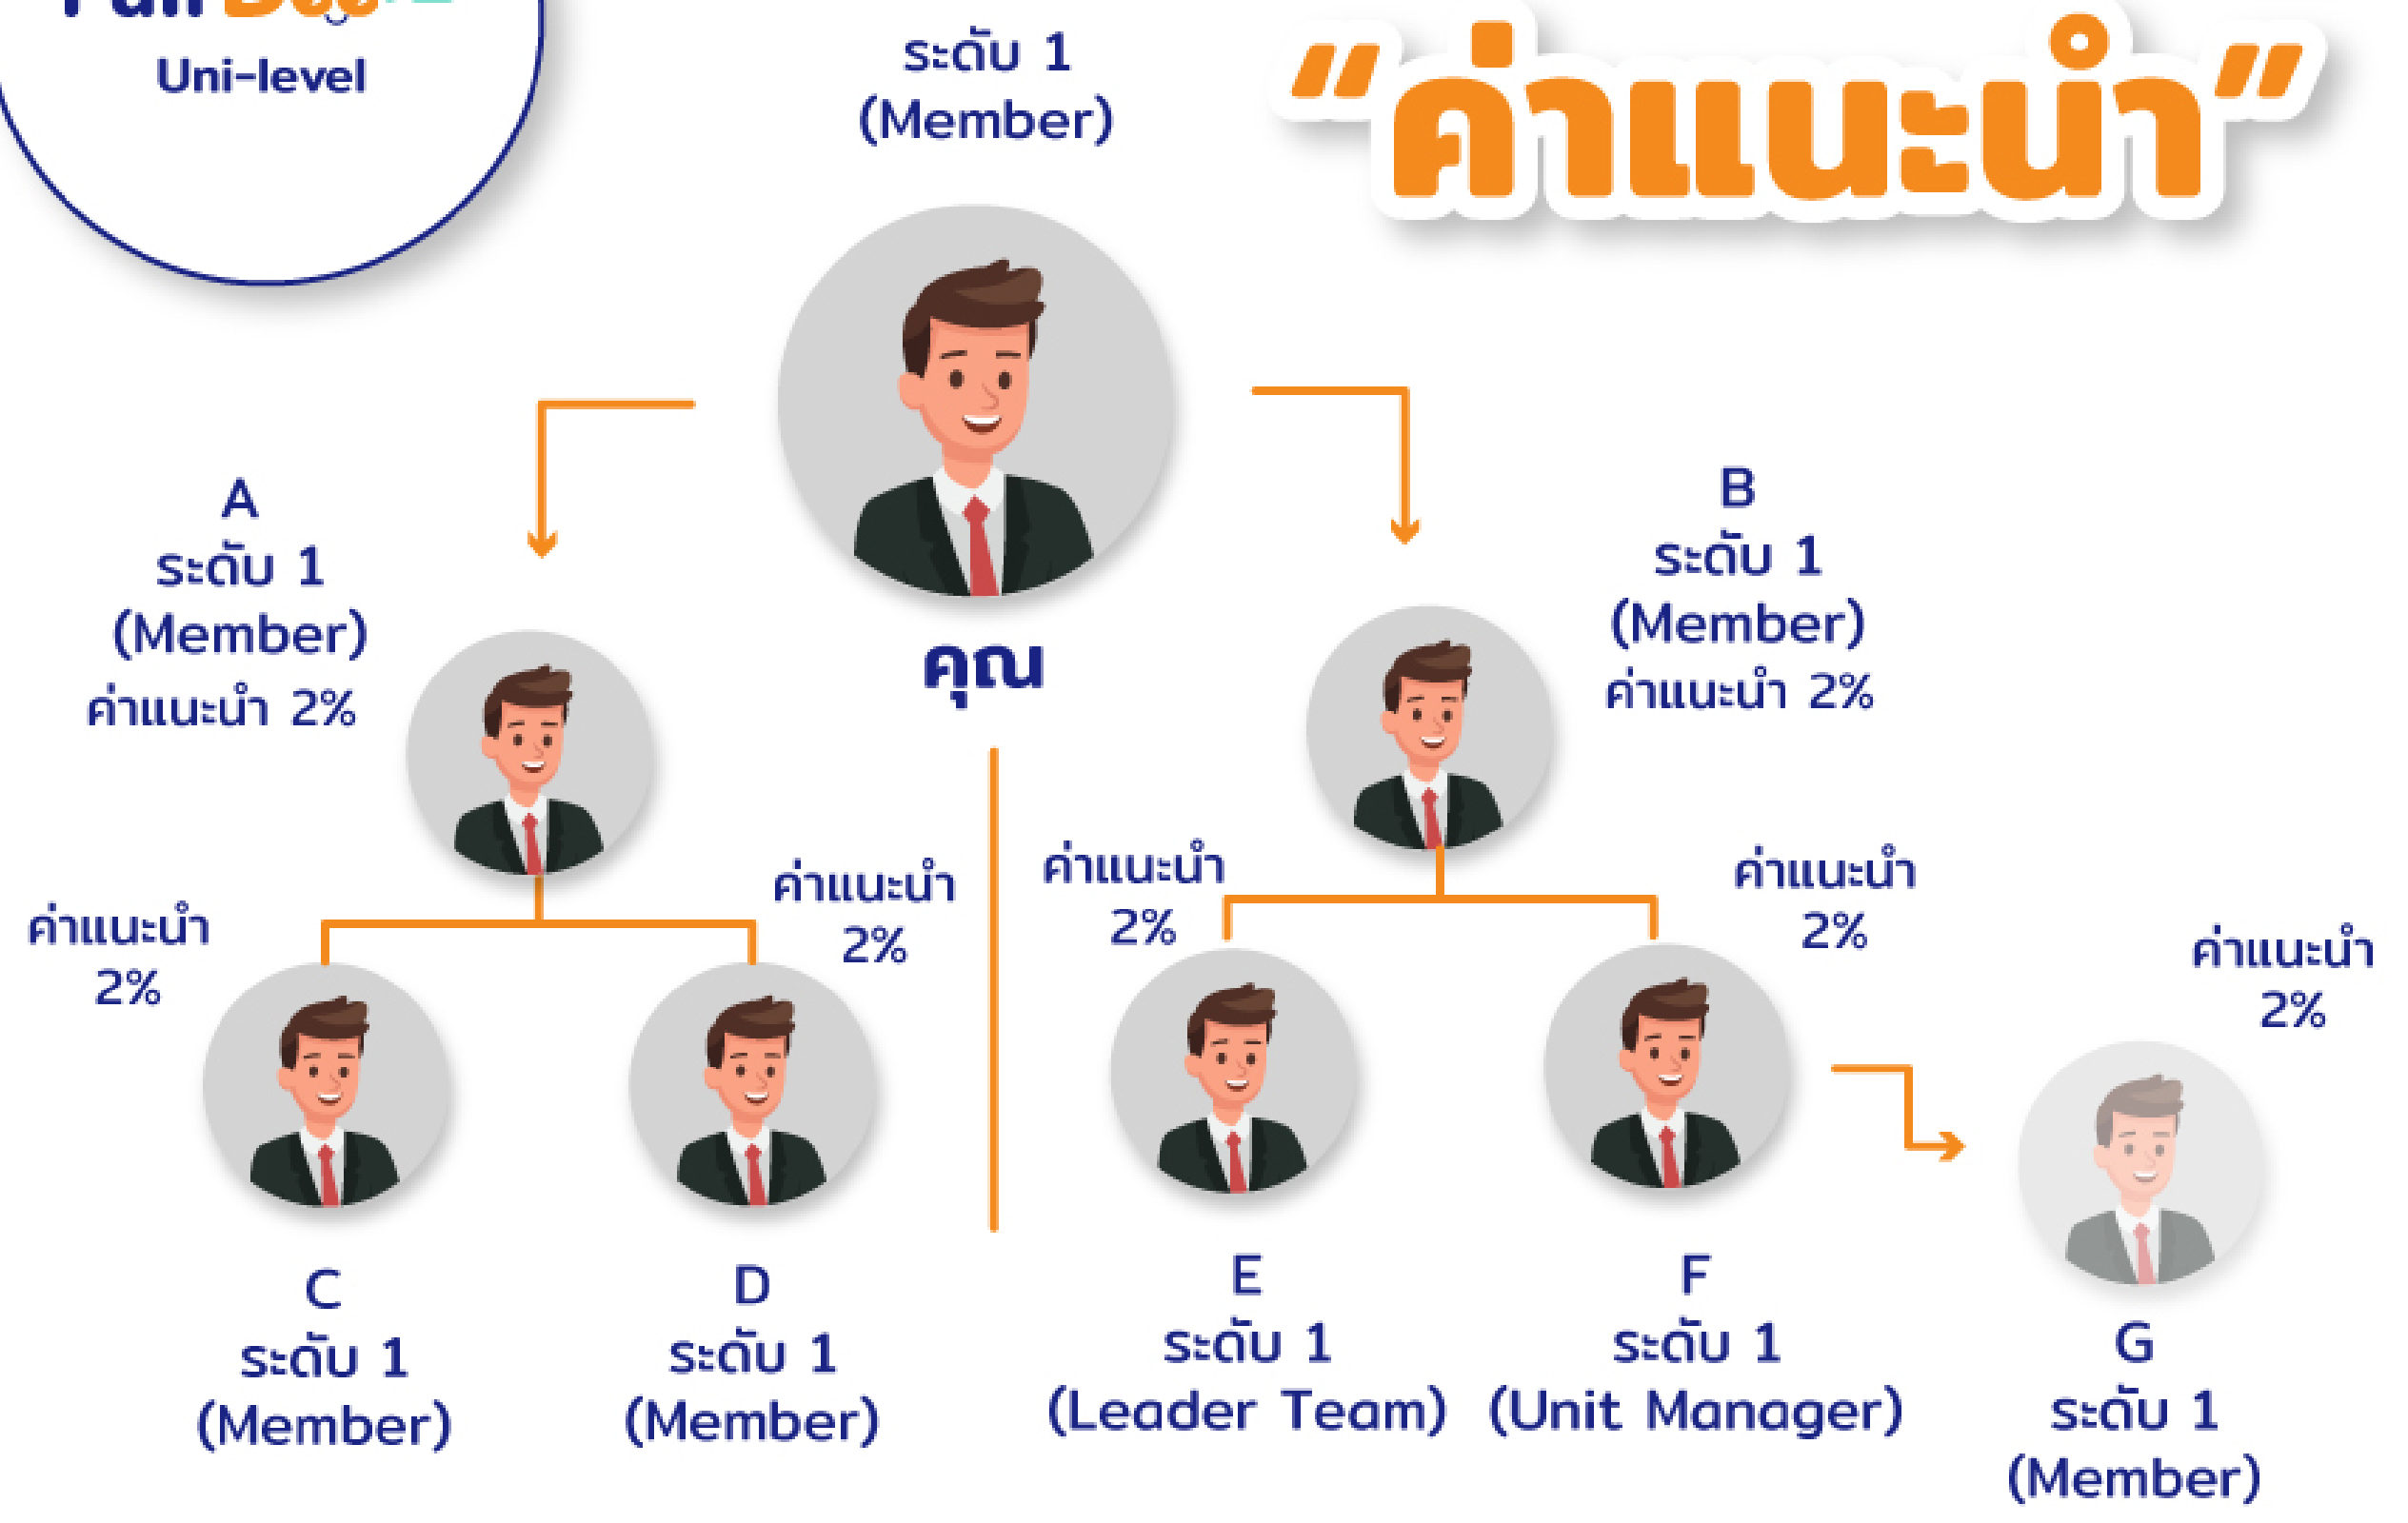 Uni-level
ระดับ 1
(Member)
“ค่าแนะนำ”
A
ระดับ 1
(Member)
ค่าแนะนำ 2%
คุณ
B
ระดับ 1
(Member)
ค่าแนะนำ 2%
ค่าแนะนำ
2%
ค่าแนะนำ
2%
ค่าแนะนำ
2%
ค่าแนะนำ
2%
ค่าแนะนำ
2%
C
ระดับ 1
(Member)
D
ระดับ 1
(Member)
E
ระดับ 1
(Leader Team)
F
ระดับ 1
(Unit Manager)
G
ระดับ 1
(Member)